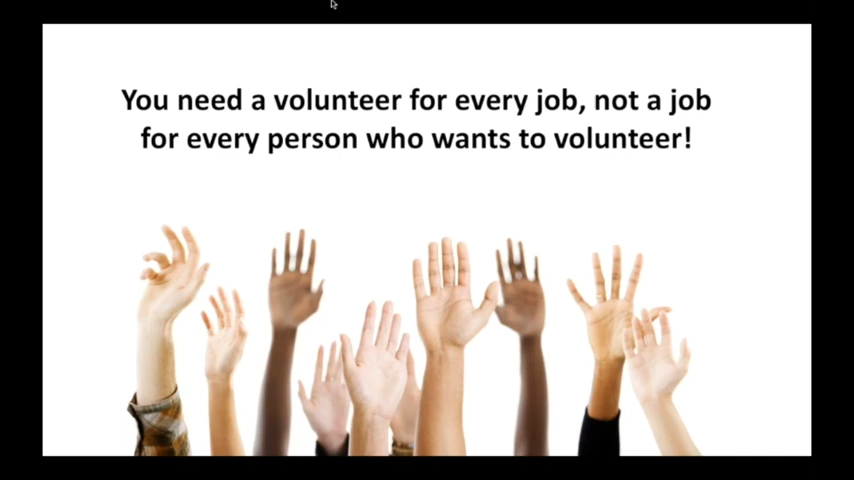 You need a volunteer for every job, not a job
for every person who wants to volunteer!